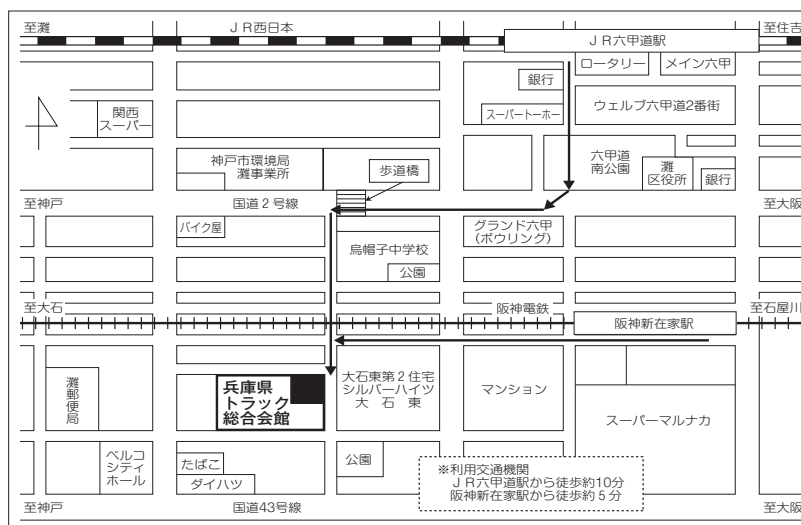 至灘
ＪＲ西日本
至住吉
ＪＲ六甲道駅
ロータリー
メイン六甲
銀行
スーパートーホー
ウェルブ六甲道2番街
関西
スーパー
神戸市環境局
灘事業所
歩道橋
六甲道
南公園
灘
区役所
銀行
至神戸
国道２号線
至大阪
バイク屋
烏帽子中学校
公園
グランド六甲
(ボウリング)
至大石
阪神電鉄
至石屋川
阪神新在家駅
灘郵便局
兵庫県
トラック
総合会館
大石東第２住宅
シルバーハイツ
大石東
マンション
スーパーマルナカ
ベルコ
シティ
ホール
たばこ
ダイハツ
公園
※利用交通機関
ＪＲ六甲道駅から徒歩約10分
阪神新在家駅から徒歩約５分
至神戸
国道43号線
至大阪